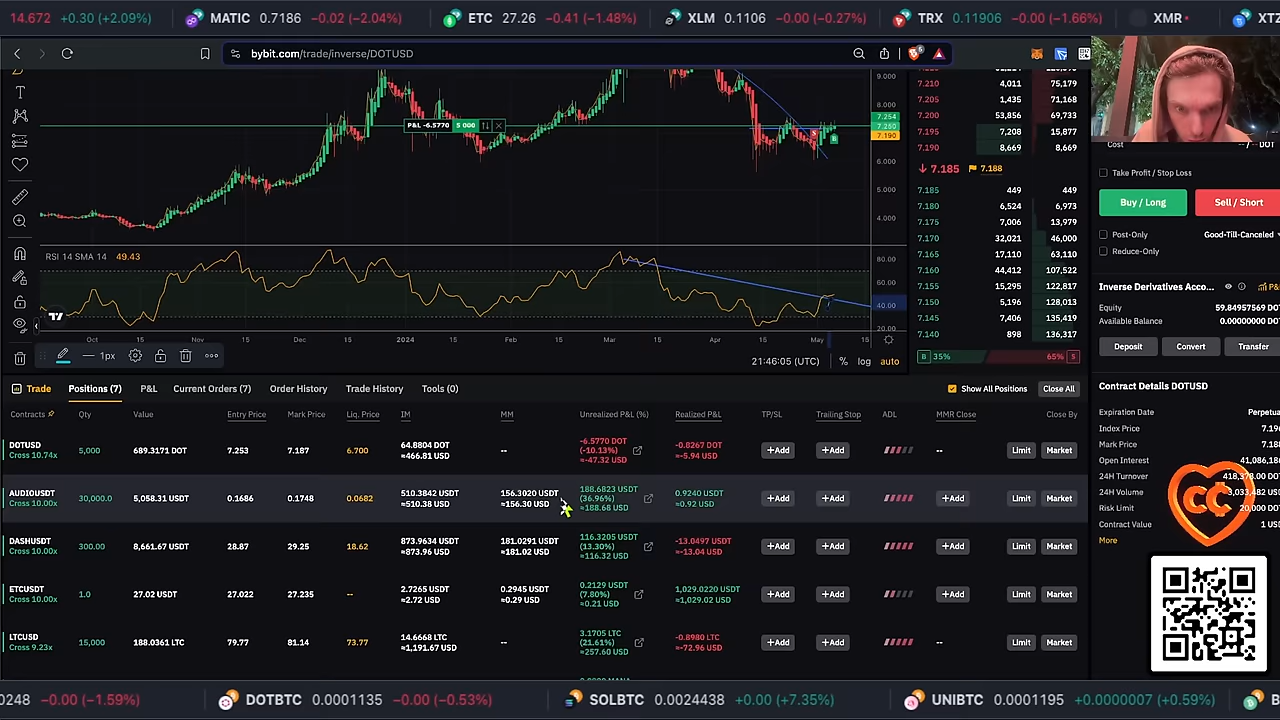 14.672 +0.30 (+2.09%) MATIC 0.7186 -0.02 (-2.04%) ETC 27.26 -0.41 (-1.48%) XLM 0.1106 -0.00 (-0.27%) TRX 0.11906 -0.00 (-1.66%) XMR XTZ
bybit.com/trade/inverse/DOTUSD
9.000
8.000
7.254
7.250
7.190
6.000
5.000
4.000
P&L -6.5770 5 000
RSI 14 SMA 14 49.43
80.00
60.00
40.00
20.00
Oct 15 Nov 15 Dec 15 2024 15 Feb 15 Mar 15 Apr 15 May 15
1px
21:46:05 (UTC) % log auto
7.210 4,011 75,179
7.205 1,435 71,168
7.200 53,856 69,733
7.195 7,208 15,877
7.190 8,669 8,669
7.185 7.188
7.185 449 449
7.180 6,524 6,973
7.175 7,006 13,979
7.170 32,021 46,000
7.165 17,110 63,110
7.160 44,412 107,522
7.155 15,295 122,817
7.150 5,196 128,013
7.145 7,406 135,419
7.140 898 136,317
B 35% 65% S
Cost --/-- DOT
Take Profit / Stop Loss
Buy / Long Sell / Short
Post-Only Good-Till-Canceled
Reduce-Only
Inverse Derivatives Acco... P&
Equity 59.84957569 DOT
Available Balance 0.00000000 DOT
Deposit Convert Transfer
Contract Details DOTUSD
Expiration Date Perpetua
Index Price 7.19
Mark Price 7.18
Open Interest 41,086,18
24H Turnover 418,378.00 DOT
24H Volume 3,033,482 US
Risk Limit 20,000 DO
Contract Value 1 US
More
CC
Trade Positions (7) P&L Current Orders (7) Order History Trade History Tools (0) Show All Positions Close All
Contracts Qty Value Entry Price Mark Price Liq. Price IM MM Unrealized P&L (%) Realized P&L TP/SL Trailing Stop ADL MMR Close Close By
DOTUSD
Cross 10.74x
5,000 689.3171 DOT 7.253 7.187 6.700
64.8804 DOT
≈466.81 USD
--
-6.5770 DOT
(-10.13%)
≈-47.32 USD
-0.8267 DOT
≈-5.94 USD
+Add +Add -- Limit Market
AUDIOUSDT
Cross 10.00x
30,000.0 5,058.31 USDT 0.1686 0.1748 0.0682
510.3842 USDT
≈510.38 USD
156.3020 USDT
≈156.30 USD
188.6823 USDT
(36.96%)
≈188.68 USD
0.9240 USDT
≈0.92 USD
+Add +Add +Add Limit Market
DASHUSDT
Cross 10.00x
300.00 8,661.67 USDT 28.87 29.25 18.62
873.9634 USDT
≈873.96 USD
181.0291 USDT
≈181.02 USD
116.3205 USDT
(13.30%)
≈116.32 USD
-13.0497 USDT
≈-13.04 USD
+Add +Add +Add Limit Market
ETCUSDT
Cross 10.00x
1.0 27.02 USDT 27.022 27.235 --
2.7265 USDT
≈2.72 USD
0.2945 USDT
≈0.29 USD
0.2129 USDT
(7.80%)
≈0.21 USD
1,029.0220 USDT
≈1,029.02 USD
+Add +Add +Add Limit Market
LTCUSD
Cross 9.23x
15,000 188.0361 LTC 79.77 81.14 73.77
14.6668 LTC
≈1,191.67 USD
--
3.1705 LTC
(21.61%)
≈257.60 USD
-0.8980 LTC
≈-72.96 USD
+Add +Add -- Limit Market
0248 -0.00 (-1.59%) DOTBTC 0.0001135 -0.00 (-0.53%) SOLBTC 0.0024438 +0.00 (+7.35%) UNIBTC 0.0001195 +0.0000007 (+0.59%)